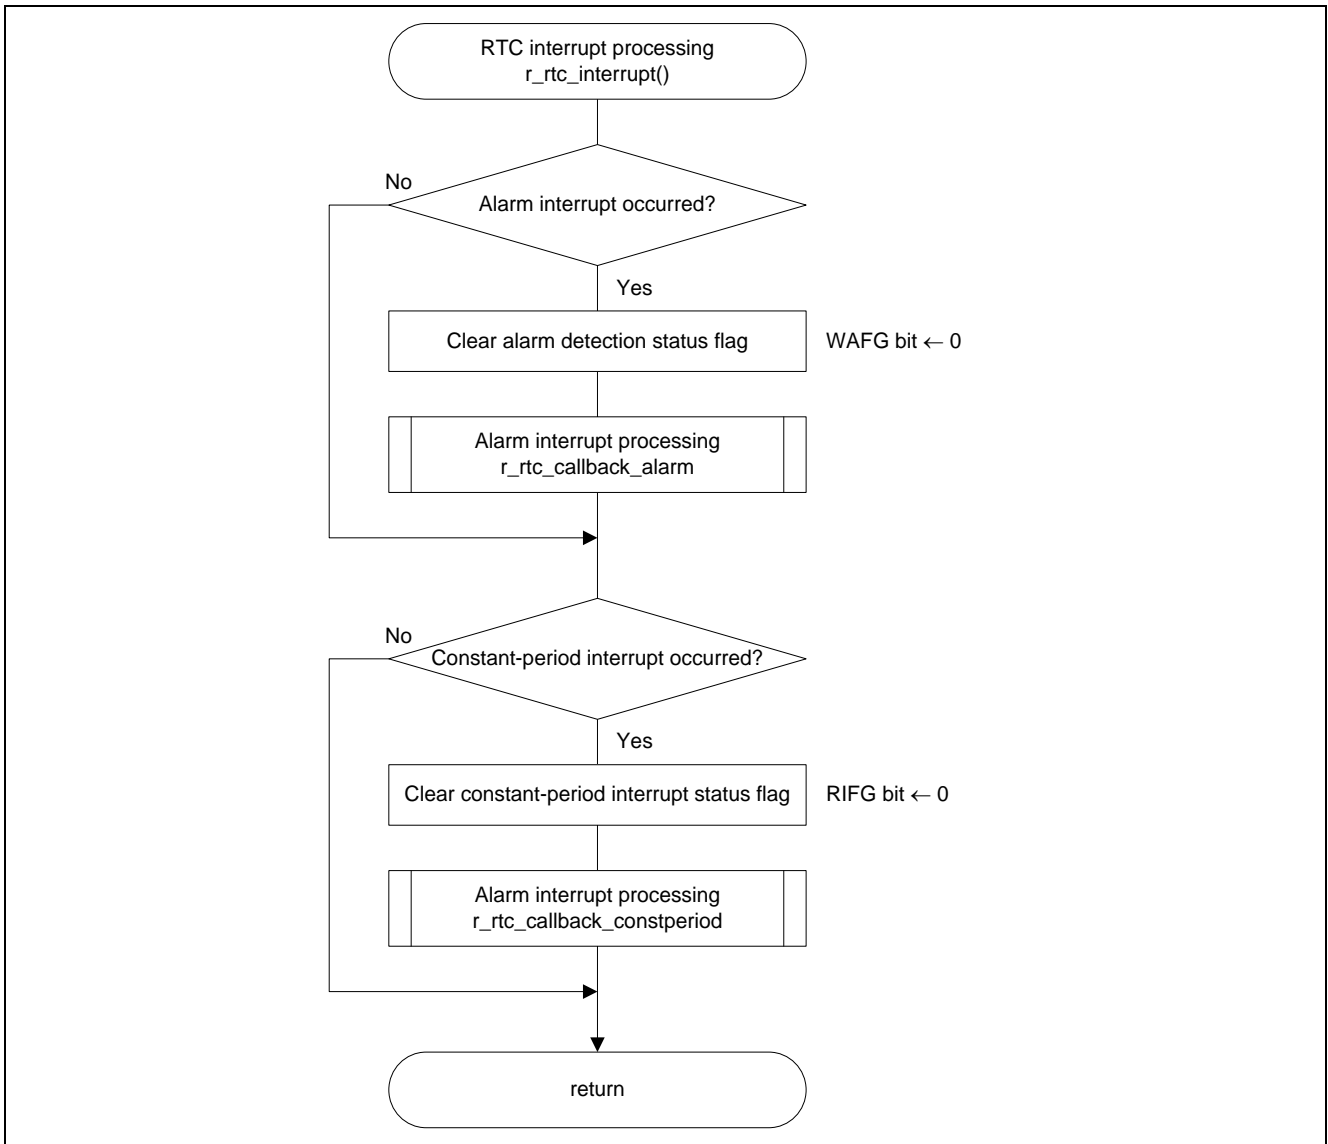 RTC interrupt processing
r_rtc_interrupt()
No
Alarm interrupt occurred?
Yes
Clear alarm detection status flag
WAFG bit ← 0
Alarm interrupt processing
r_rtc_callback_alarm
No
Constant-period interrupt occurred?
Yes
Clear constant-period interrupt status flag
RIFG bit ← 0
Alarm interrupt processing
r_rtc_callback_constperiod
return